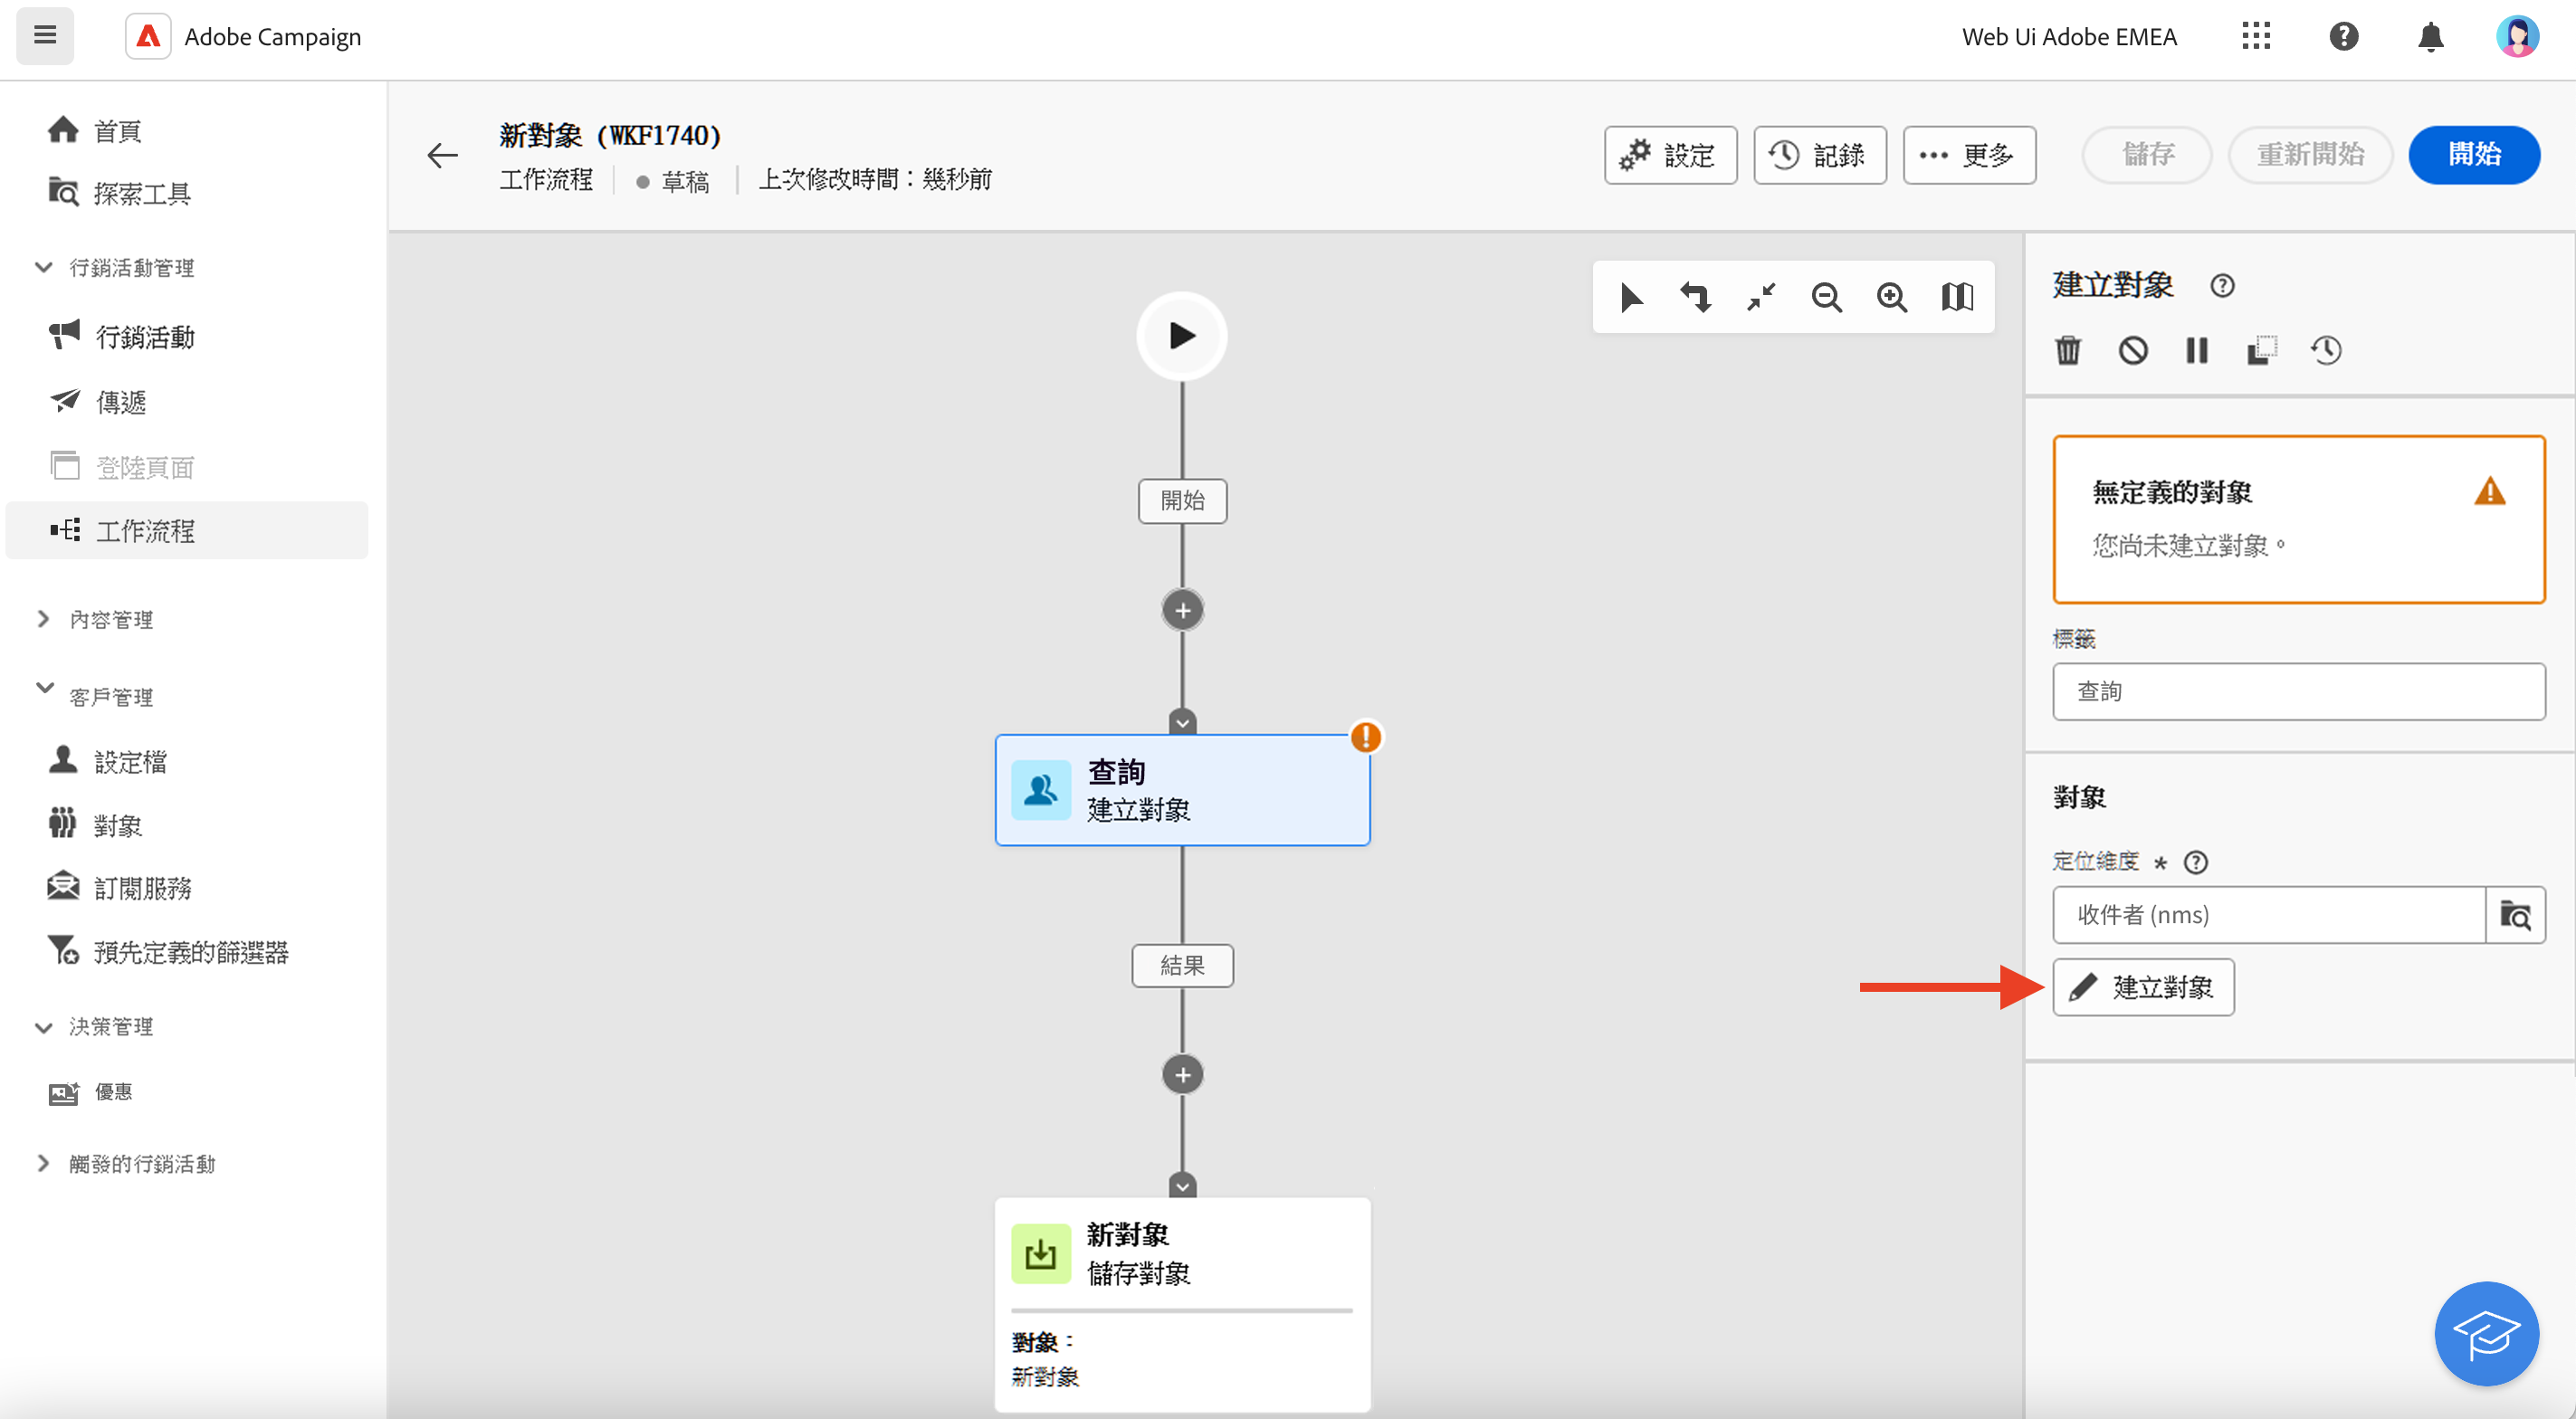 Adobe Campaign
Web Ui Adobe EMEA
首頁
探索工具
行銷活動管理
行銷活動
傳遞
登陸頁面
工作流程
內容管理
客戶管理
設定檔
對象
訂閱服務
預先定義的篩選器
決策管理
優惠
觸發的行銷活動
新對象 (WKF1740)
工作流程 草稿 上次修改時間：幾秒前
設定 記錄 更多 儲存 重新開始 開始
開始
查詢
建立對象
結果
新對象
儲存對象
對象：
新對象
建立對象
無定義的對象
您尚未建立對象。
標籤
查詢
對象
定位維度 *
收件者 (nms)
建立對象